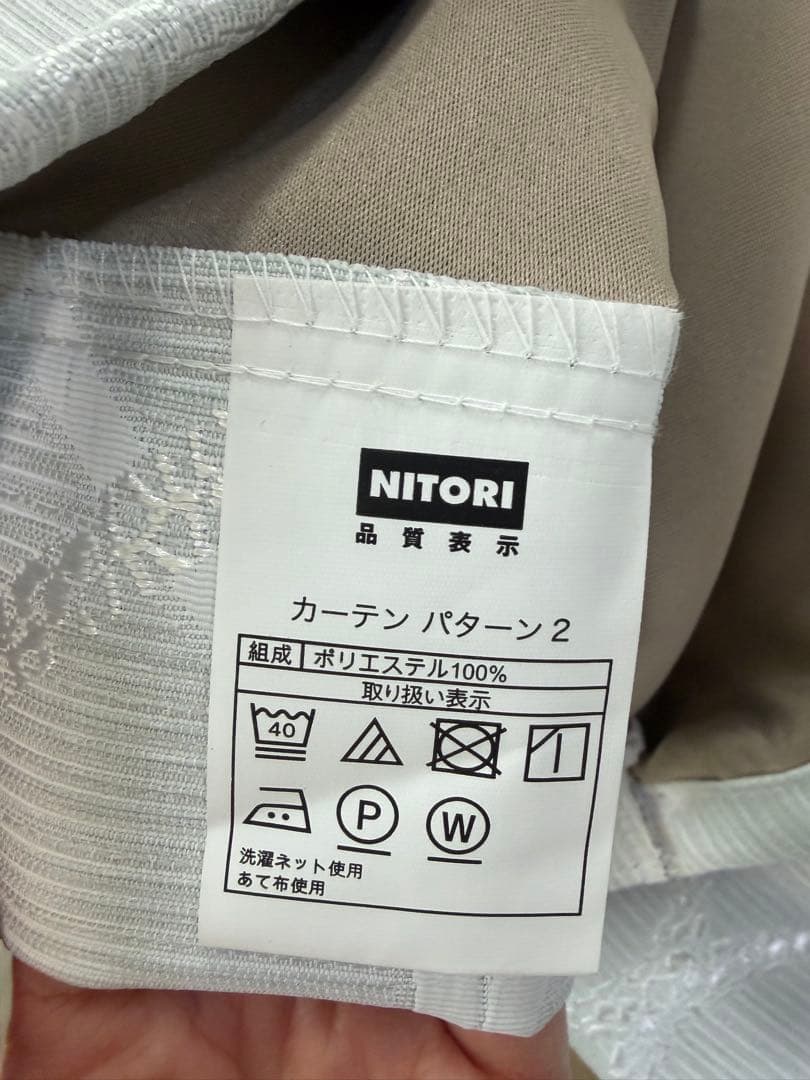 NITORI
品質表示
カーテン パターン2
組成 ポリエステル100%
取り扱い表示
40
P W
洗濯ネット使用
あて布使用